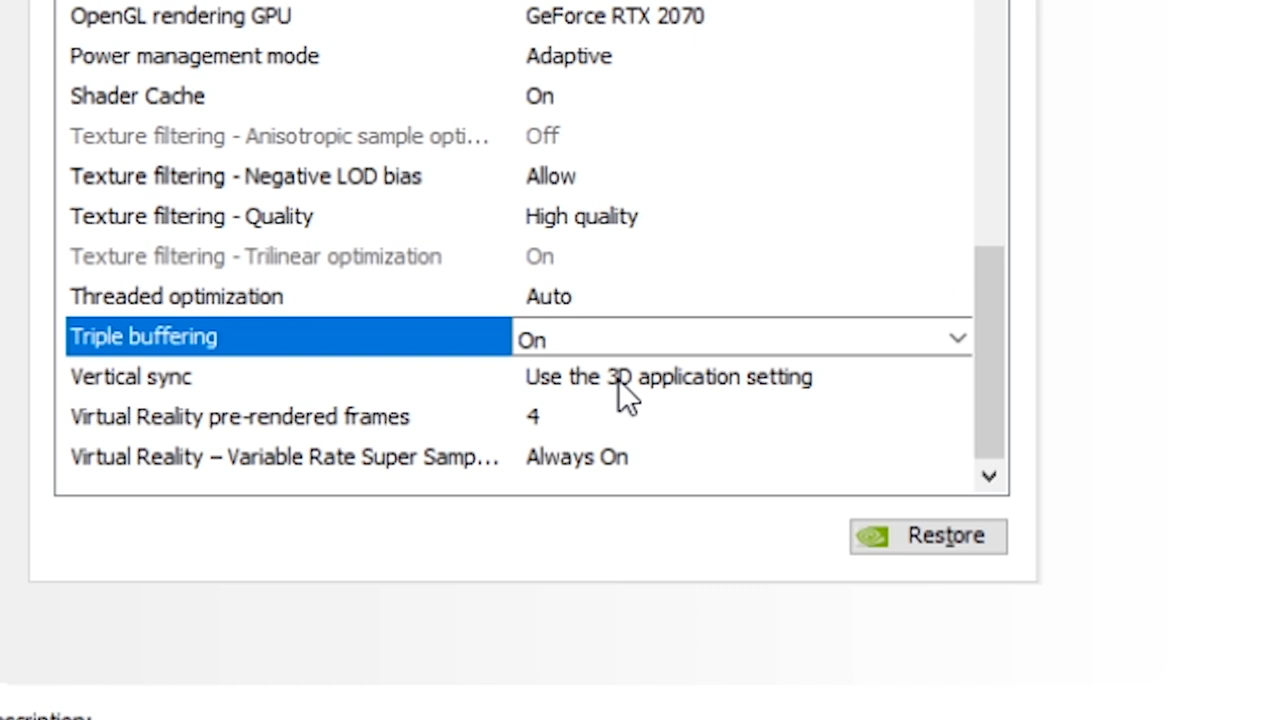 OpenGL rendering GPU GeForce RTX 2070
Power management mode Adaptive
Shader Cache On
Texture filtering - Anisotropic sample opti... Off
Texture filtering - Negative LOD bias Allow
Texture filtering - Quality High quality
Texture filtering - Trilinear optimization On
Threaded optimization Auto
Triple buffering On
Vertical sync Use the 3D application setting
Virtual Reality pre-rendered frames 4
Virtual Reality – Variable Rate Super Samp... Always On
Restore